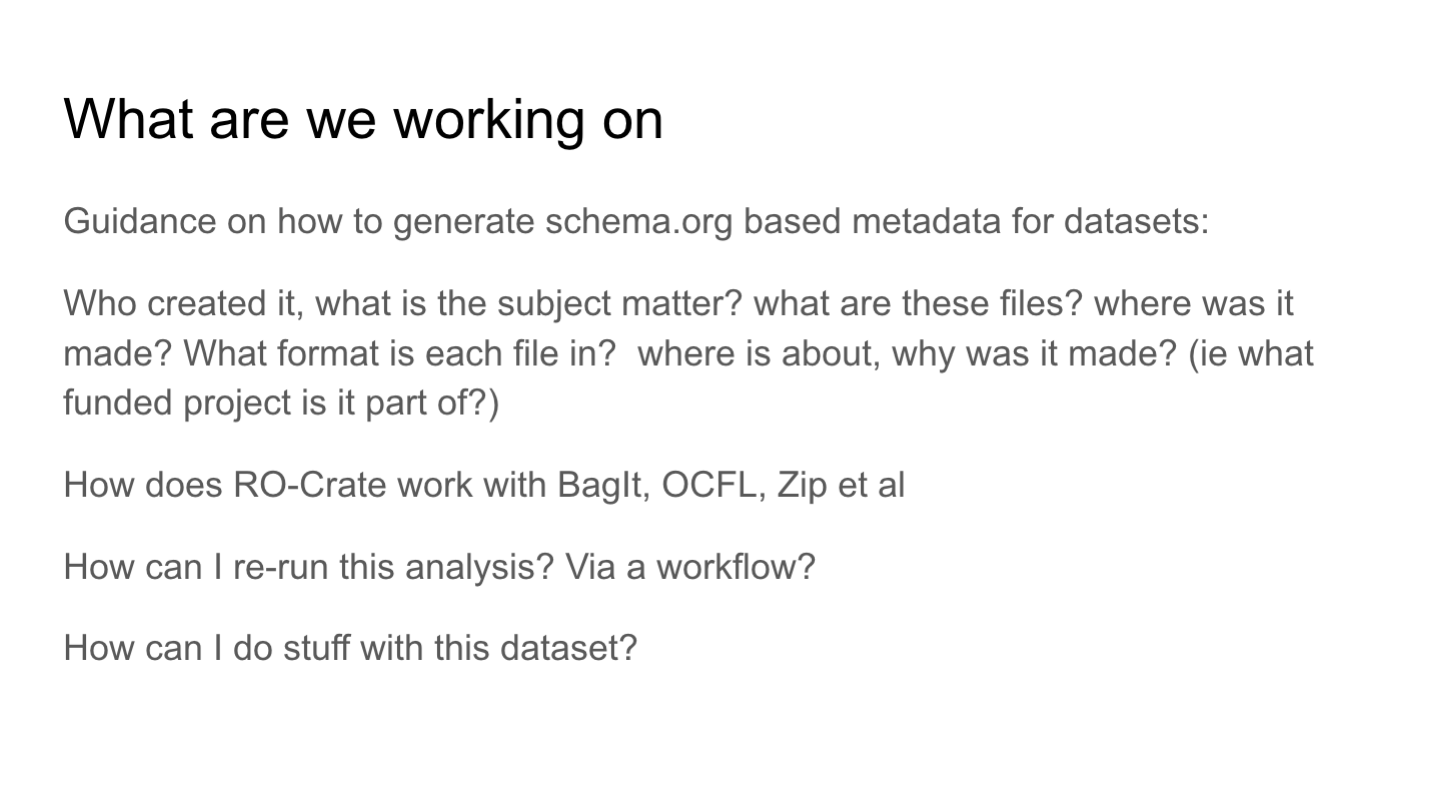 What are we working on
Guidance on how to generate schema.org based metadata for datasets:
Who created it, what is the subject matter? what are these files? where was it
made? What format is each file in?  where is about, why was it made? (ie what
funded project is it part of?)
How does RO-Crate work with BagIt, OCFL, Zip et al
How can I re-run this analysis? Via a workflow?
How can I do stuff with this dataset?